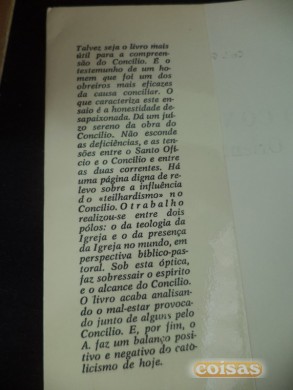 Talvez seja o livro mais
útil para a compreen-
são do Concílio. E o
testemunho de um ho-
mem que foi um dos
obreiros mais eficazes
da causa conciliar. O
que caracteriza este en-
saio é a honestidade de-
sapaixonada. Dá um juí-
zo sereno da obra do
Concílio. Não esconde
as deficiências, e as ten-
sões entre o Santo Ofí-
cio e o Concílio e entre
as duas correntes. Há
uma página digna de re-
levo sobre a influência
do «teilhardismo» no
Concílio. O trabalho
realizou-se entre dois
pólos: o da teologia da
Igreja e o da presença
da Igreja no mundo, em
perspectiva bíblico-pas-
toral. Sob esta óptica,
faz sobressair o espírito
e o alcance do Concílio.
O livro acaba analisan-
do o mal-estar provoca-
do junto de alguns pelo
Concílio. E, por fim, o
A. faz um balanço posi-
tivo e negativo do cato-
licismo de hoje.
coisas